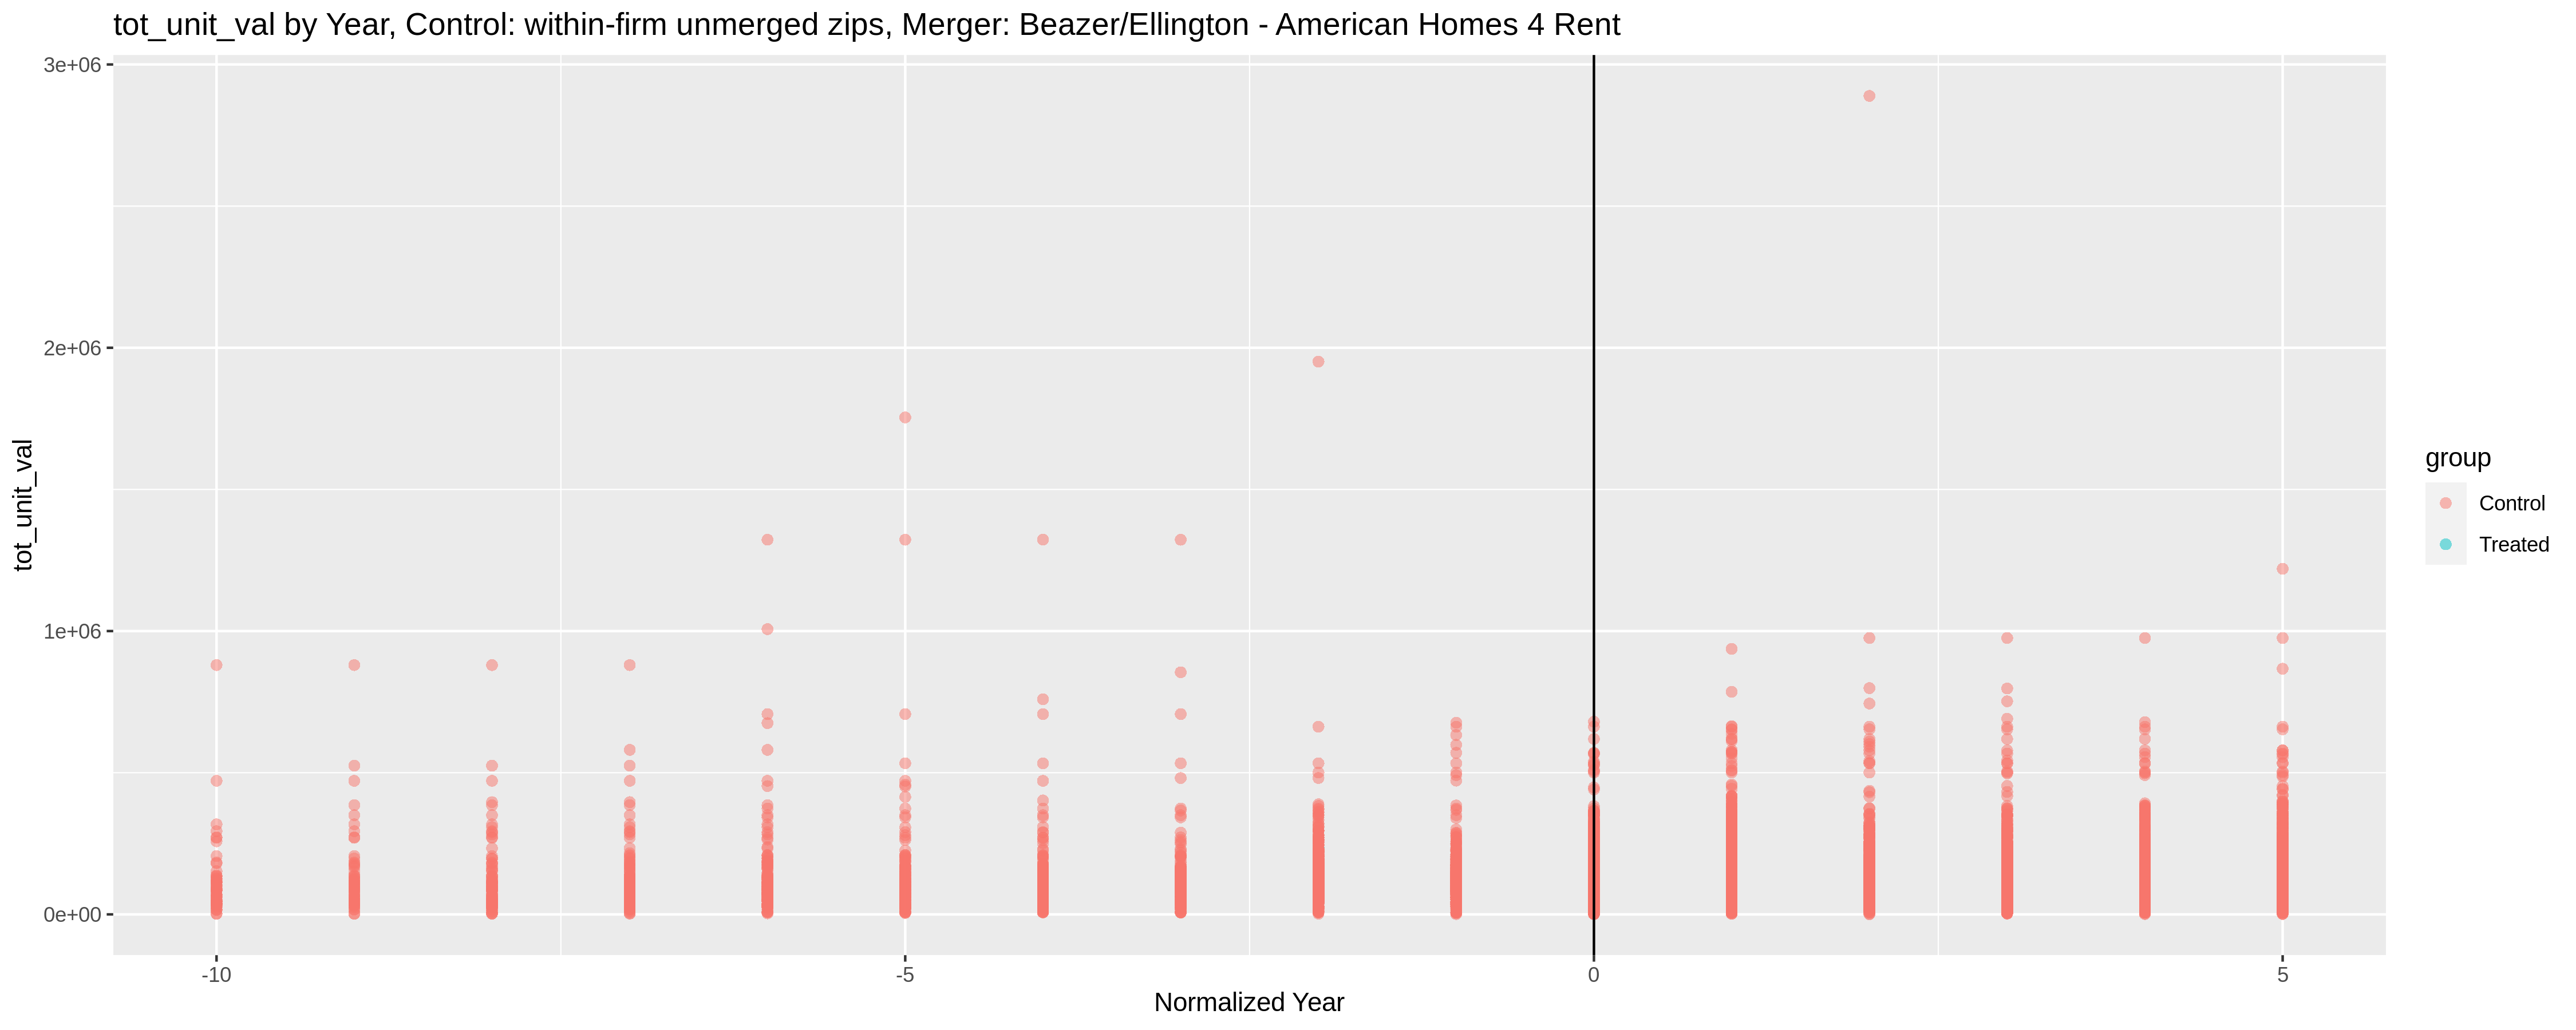 tot_unit_val by Year, Control: within-firm unmerged zips, Merger: Beazer/Ellington - American Homes 4 Rent
3e+06
2e+06
1e+06
0e+00
tot_unit_val
-10
-5
0
5
Normalized Year
group
Control
Treated